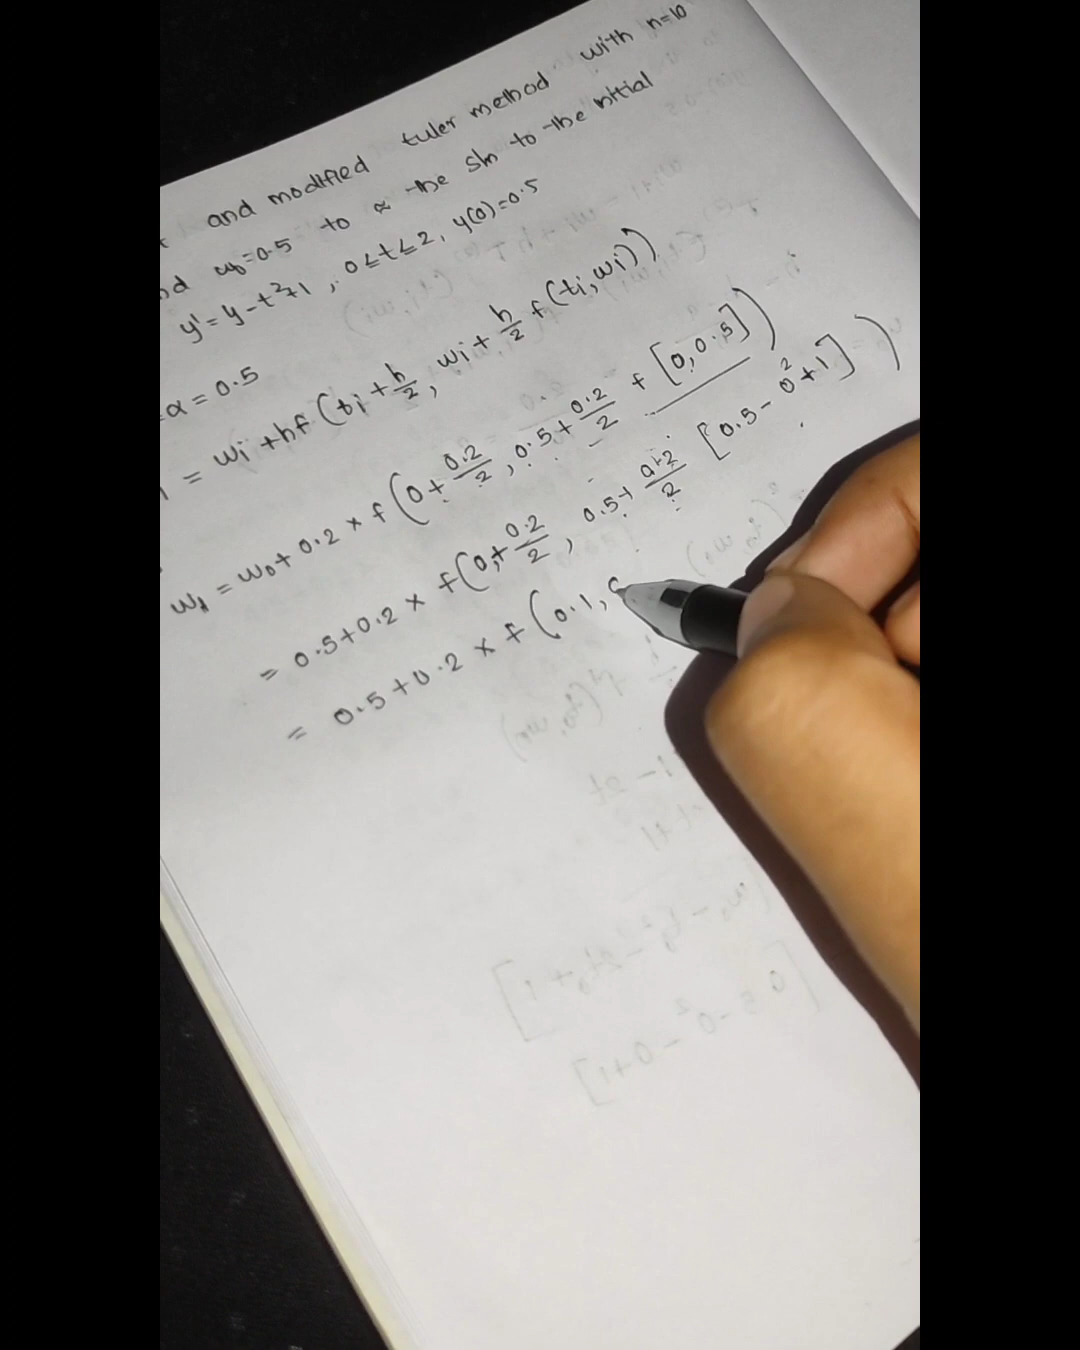 and modified Euler method with n=10
w₀=0.5 to ≈ the sln to the initial
y' = y-t²+1, 0≤t≤2, y(0)=0.5
α = 0.5
= wi + hf (ti + h/2, wi + h/2 f(ti, wi))
w₁ = w₀ + 0.2 × f (0 + 0.2/2, 0.5 + 0.2/2 f [0, 0.5])
= 0.5 + 0.2 × f (0 + 0.2/2, 0.5 + 0.2/2 [0.5 - 0² + 1])
= 0.5 + 0.2 × f (0.1,